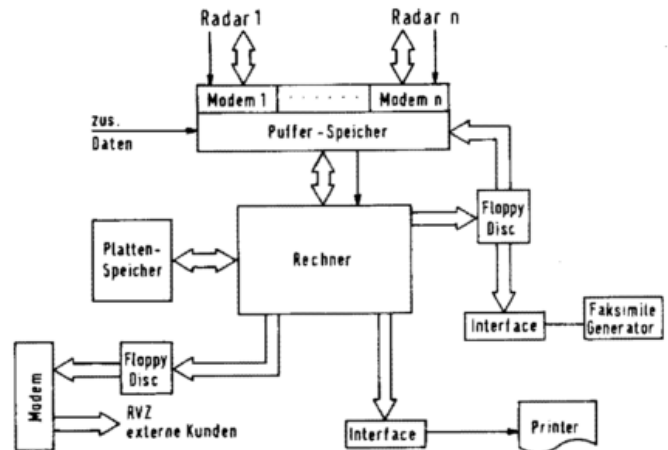 Radar 1
Radar n
Modem 1
Modem n
zus.
Daten
Puffer-Speicher
Platten-
Speicher
Rechner
Floppy
Disc
Interface
Faksimile
Generator
Floppy
Disc
Modem
RVZ
externe Kunden
Interface
Printer